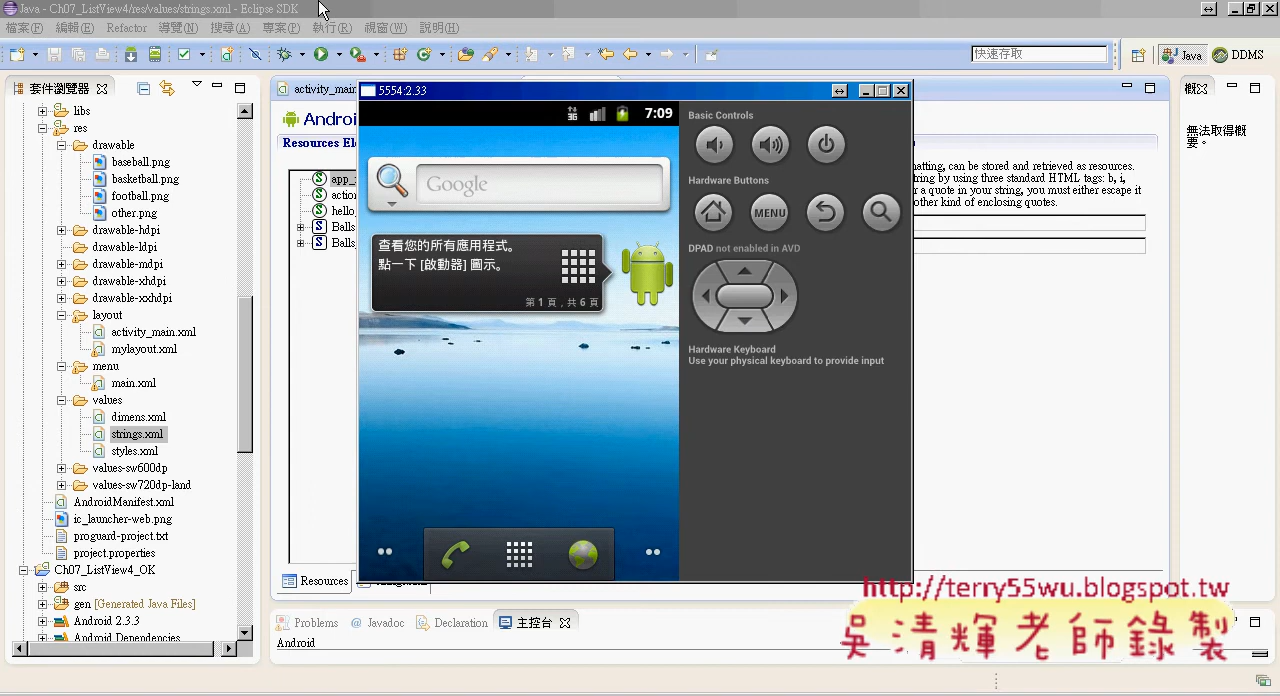 Java - Ch07_ListView4/res/values/strings.xml - Eclipse SDK
檔案(F) 編輯(E) Refactor 導覽(N) 搜尋(A) 專案(P) 執行(R) 視窗(W) 說明(H)
快速存取
Java
DDMS
套件瀏覽器
libs
res
drawable
baseball.png
basketball.png
football.png
other.png
drawable-hdpi
drawable-ldpi
drawable-mdpi
drawable-xhdpi
drawable-xxhdpi
layout
activity_main.xml
mylayout.xml
menu
main.xml
values
dimens.xml
strings.xml
styles.xml
values-sw600dp
values-sw720dp-land
AndroidManifest.xml
ic_launcher-web.png
proguard-project.txt
project.properties
Ch07_ListView4_OK
src
gen [Generated Java Files]
Android 2.3.3
Android Dependencies
activity_main
Androi
Resources El
app_
action
hello_
Balls
Balls
Resources
5554:2.33
3G
7:09
Google
查看您的所有應用程式。
點一下 [啟動器] 圖示。
第 1 頁，共 6 頁
Basic Controls
Hardware Buttons
MENU
DPAD not enabled in AVD
Hardware Keyboard
Use your physical keyboard to provide input
matting, can be stored and retrieved as resources.
tring by using three standard HTML tags: b, i,
r a quote in your string, you must either escape it
other kind of enclosing quotes.
無法取得概要。
Problems
@ Javadoc
Declaration
主控台
Android
http://terry55wu.blogspot.tw
吳清輝老師錄製